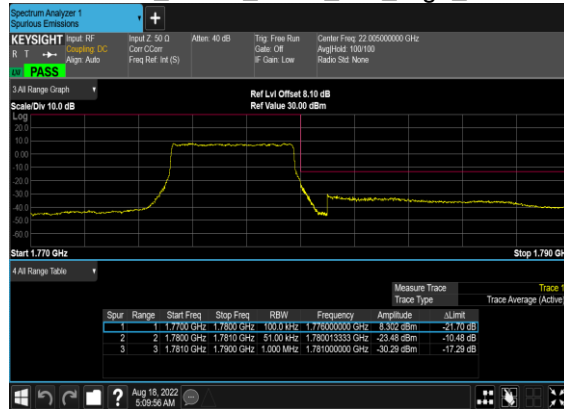 Spectrum Analyzer 1
Spurious Emissions
+
KEYSIGHT Input: RF Input Z: 50 Ω Atten: 40 dB Trig: Free Run Center Freq: 22.005000000 GHz
R T Coupling: DC Corr CCorr Gate: Off Avg|Hold: 100/100
Align: Auto Freq Ref: Int (S) IF Gain: Low Radio Std: None
PASS
3 All Range Graph
Ref Lvl Offset 8.10 dB
Scale/Div 10.0 dB Ref Value 30.00 dBm
Log
20.0
10.0
0.00
-10.0
-20.0
-30.0
-40.0
-50.0
-60.0
Start 1.770 GHz Stop 1.790 GH
4 All Range Table
Measure Trace Trace 1
Trace Type Trace Average (Active)
Spur Range Start Freq Stop Freq RBW Frequency Amplitude ΔLimit
1 1 1.7700 GHz 1.7800 GHz 100.0 kHz 1.776000000 GHz 8.302 dBm -21.70 dB
2 2 1.7800 GHz 1.7810 GHz 51.00 kHz 1.780013333 GHz -23.48 dBm -10.48 dB
3 3 1.7810 GHz 1.7900 GHz 1.000 MHz 1.781000000 GHz -30.29 dBm -17.29 dB
? Aug 18, 2022
5:09:56 AM